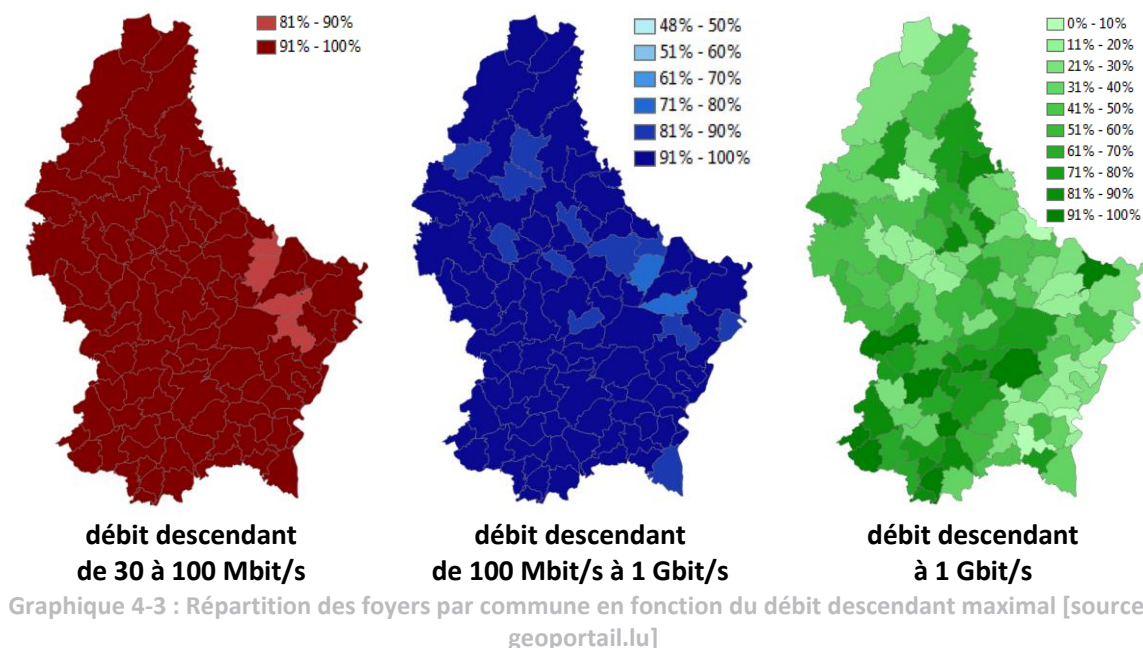 81% - 90%
91% - 100%
48% - 50%
51% - 60%
61% - 70%
71% - 80%
81% - 90%
91% - 100%
0% - 10%
11% - 20%
21% - 30%
31% - 40%
41% - 50%
51% - 60%
61% - 70%
71% - 80%
81% - 90%
91% - 100%
débit descendant
de 30 à 100 Mbit/s
débit descendant
de 100 Mbit/s à 1 Gbit/s
débit descendant
à 1 Gbit/s
Graphique 4-3 : Répartition des foyers par commune en fonction du débit descendant maximal [source
geoportail.lu]